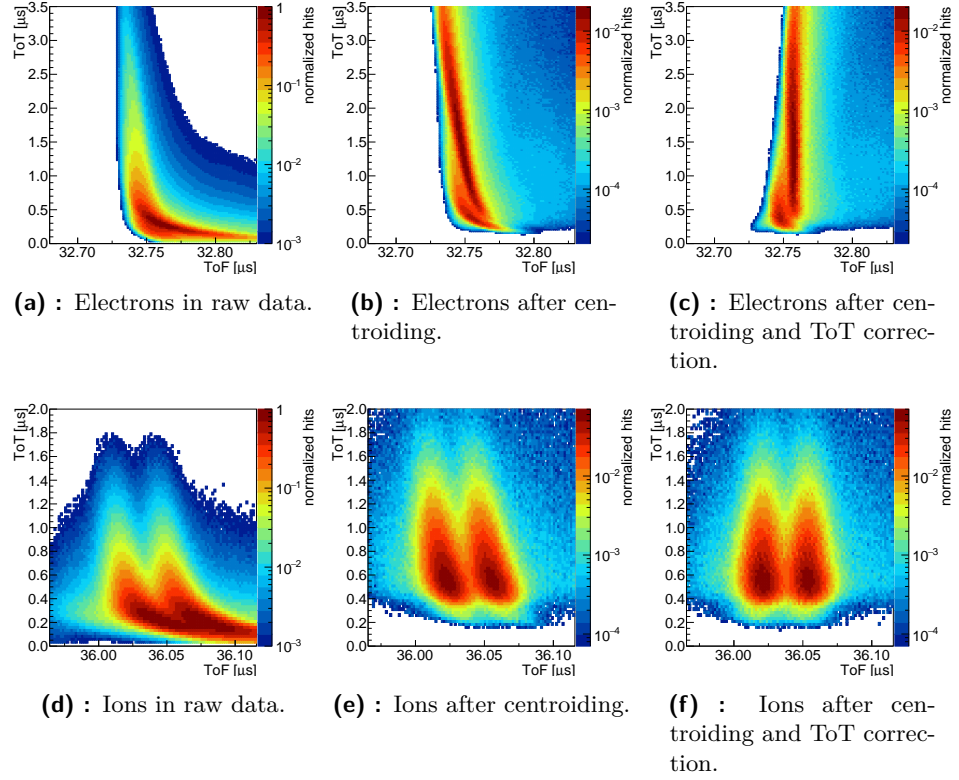 ToT [µs]
3.5
3.0
2.5
2.0
1.5
1.0
0.5
0.0
32.70 32.75 32.80
ToF [µs]
1
10⁻¹
10⁻²
10⁻³
normalized hits
ToT [µs]
3.5
3.0
2.5
2.0
1.5
1.0
0.5
0.0
32.70 32.75 32.80
ToF [µs]
10⁻²
10⁻³
10⁻⁴
normalized hits
ToT [µs]
3.5
3.0
2.5
2.0
1.5
1.0
0.5
0.0
32.70 32.75 32.80
ToF [µs]
10⁻²
10⁻³
10⁻⁴
normalized hits
(a) : Electrons in raw data.
(b) : Electrons after cen-
troiding.
(c) : Electrons after cen-
troiding and ToT correc-
tion.
ToT [µs]
2.0
1.8
1.6
1.4
1.2
1.0
0.8
0.6
0.4
0.2
0.0
36.00 36.05 36.10
ToF [µs]
1
10⁻¹
10⁻²
10⁻³
normalized hits
ToT [µs]
2.0
1.8
1.6
1.4
1.2
1.0
0.8
0.6
0.4
0.2
0.0
36.00 36.05 36.10
ToF [µs]
10⁻²
10⁻³
10⁻⁴
normalized hits
ToT [µs]
2.0
1.8
1.6
1.4
1.2
1.0
0.8
0.6
0.4
0.2
0.0
36.00 36.05 36.10
ToF [µs]
10⁻²
10⁻³
10⁻⁴
normalized hits
(d) : Ions in raw data.
(e) : Ions after centroiding.
(f) : Ions after cen-
troiding and ToT correc-
tion.